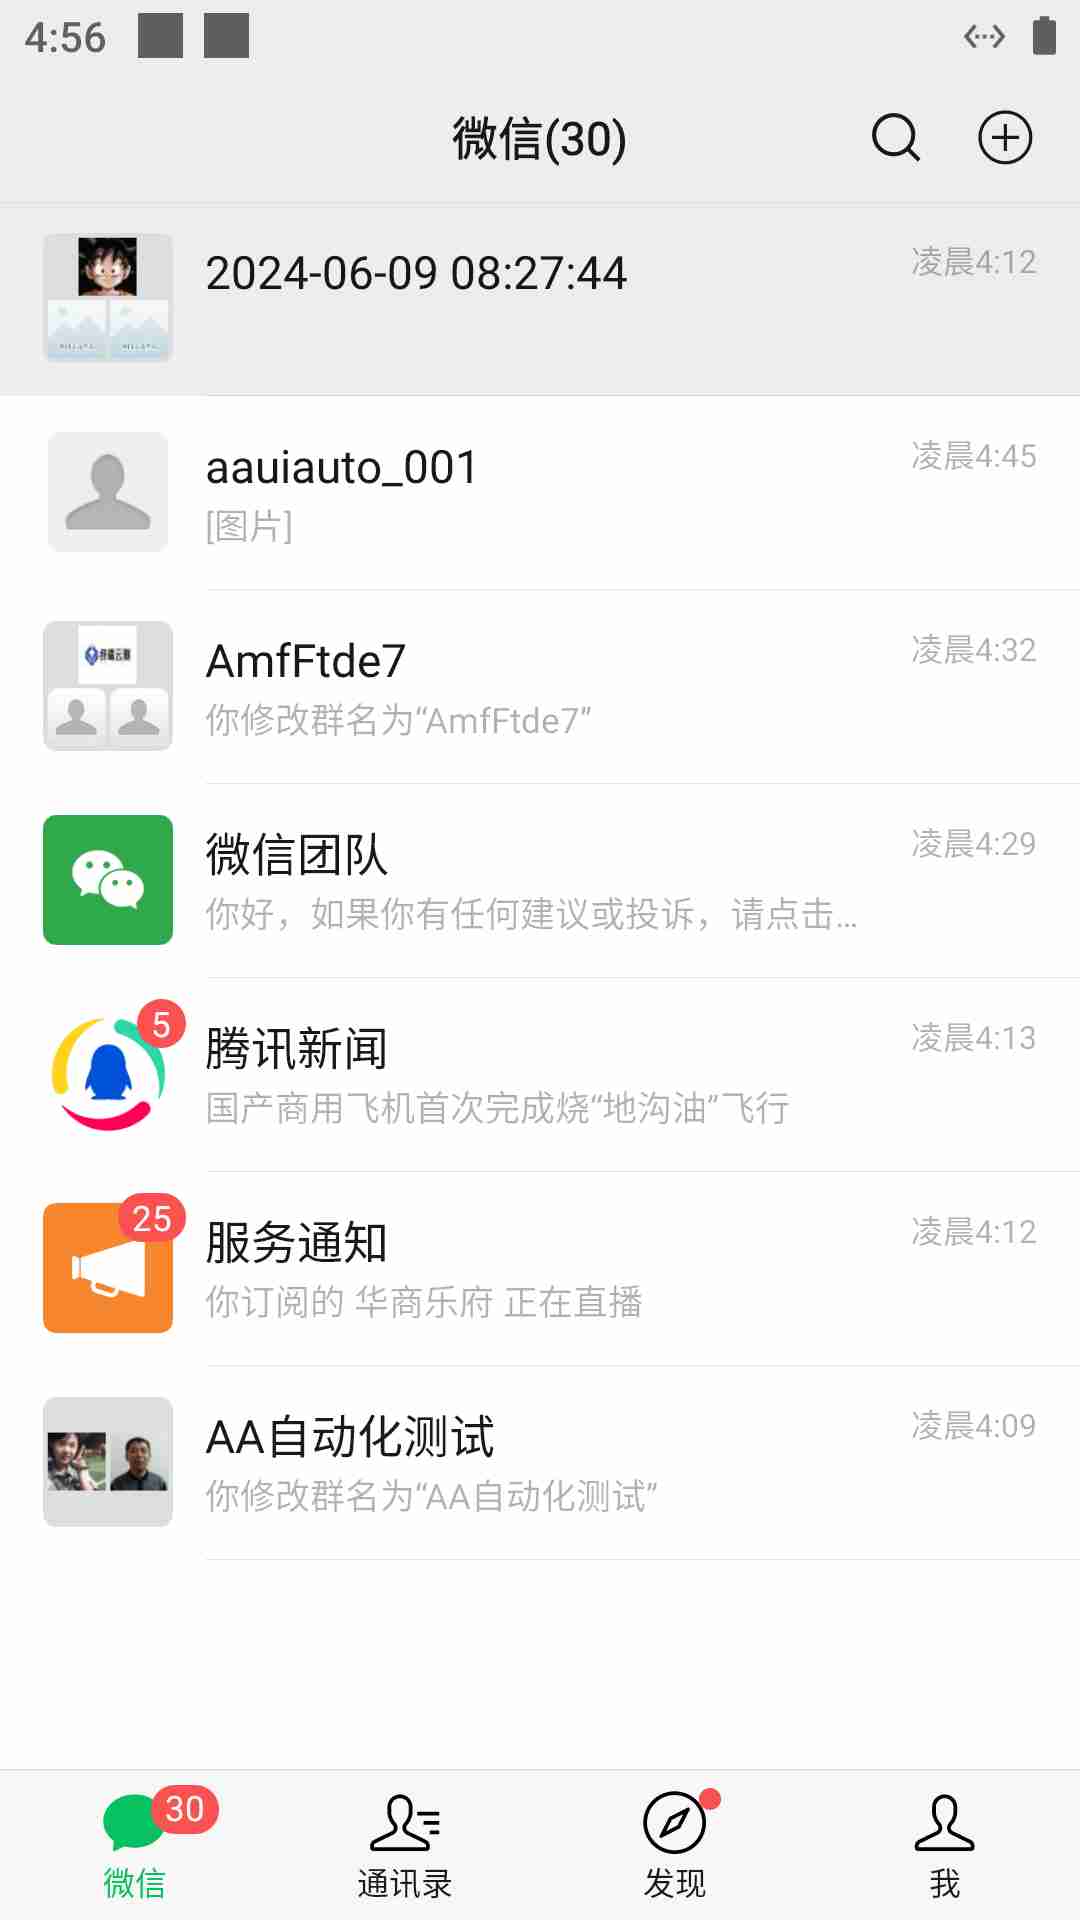 4:56
微信(30)
2024-06-09 08:27:44
凌晨4:12
aauiauto_001
凌晨4:45
[图片]
AmfFtde7
凌晨4:32
你修改群名为“AmfFtde7”
微信团队
凌晨4:29
你好，如果你有任何建议或投诉，请点击...
5
腾讯新闻
凌晨4:13
国产商用飞机首次完成烧“地沟油”飞行
25
服务通知
凌晨4:12
你订阅的 华商乐府 正在直播
AA自动化测试
凌晨4:09
你修改群名为“AA自动化测试”
30
微信
通讯录
发现
我